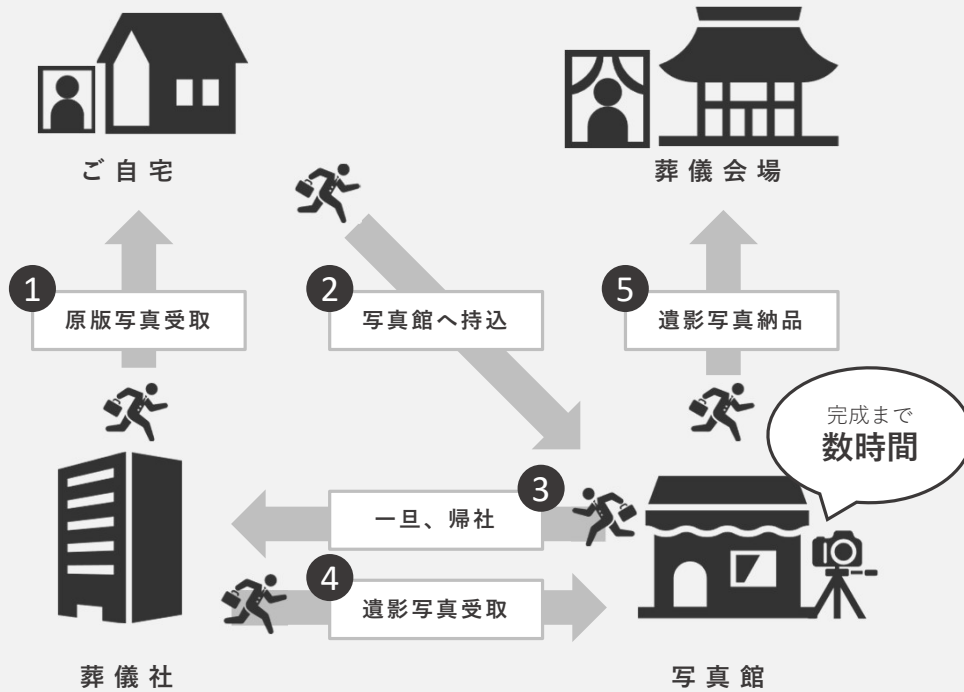 ご自宅
葬儀会場
1
原版写真受取
2
写真館へ持込
5
遺影写真納品
完成まで
数時間
3
一旦、帰社
4
遺影写真受取
葬儀社
写真館